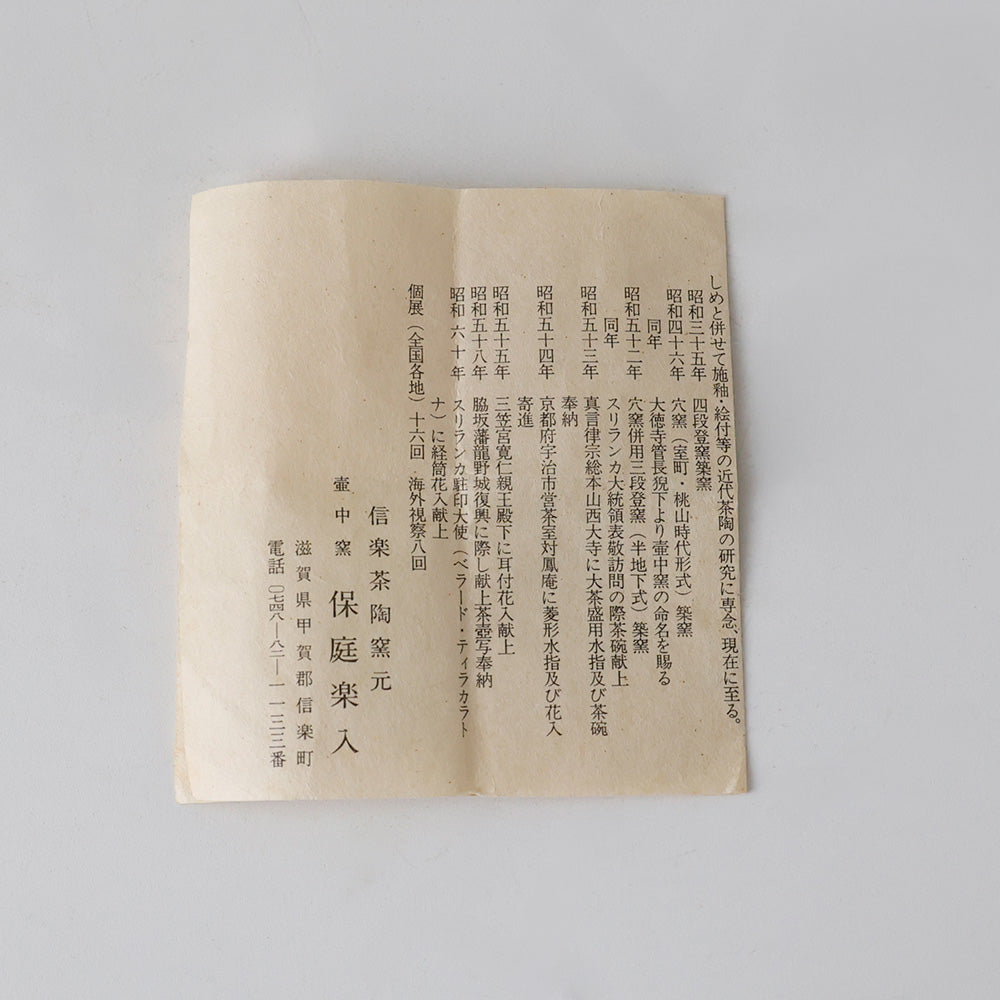 しめと併せて施釉・絵付等の近代茶陶の研究に専念、現在に至る。
昭和三十五年 四段登窯築窯
昭和四十六年 穴窯（室町・桃山時代形式）築窯
同年 大徳寺管長猊下より壷中窯の命名を賜る
昭和五十二年 穴窯併用三段登窯（半地下式）築窯
同年 スリランカ大統領表敬訪問の際茶碗献上
昭和五十三年 真言律宗総本山西大寺に大茶盛用水指及び茶碗
奉納
昭和五十四年 京都府宇治市営茶室対鳳庵に菱形水指及び花入
寄進
昭和五十五年 三笠宮寛仁親王殿下に耳付花入献上
昭和五十八年 脇坂藩龍野城復興に際し献上茶壺写奉納
昭和 六十年 スリランカ駐印大使（ベラード・ティラカラト
ナ）に経筒花入献上
個展（全国各地）十六回 海外視察八回
信楽茶陶窯元
壷中窯 保庭楽入
滋賀県甲賀郡信楽町
電話 〇七四八―八二―一一三三番